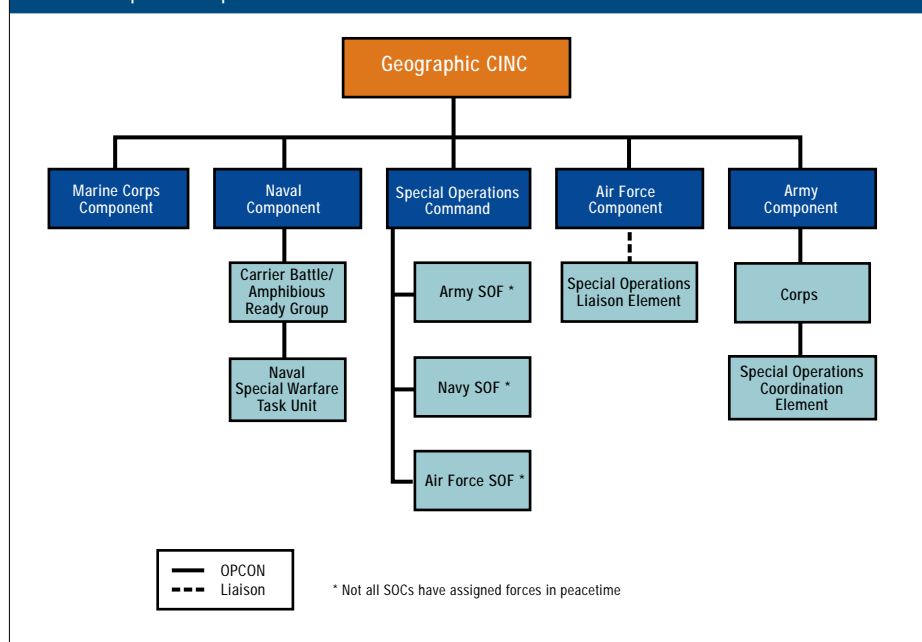 Geographic CINC
Marine Corps
Component
Naval
Component
Special Operations
Command
Air Force
Component
Army
Component
Carrier Battle/
Amphibious
Ready Group
Naval
Special Warfare
Task Unit
Army SOF *
Navy SOF *
Air Force SOF *
Special Operations
Liaison Element
Corps
Special Operations
Coordination
Element
OPCON
Liaison
* Not all SOCs have assigned forces in peacetime